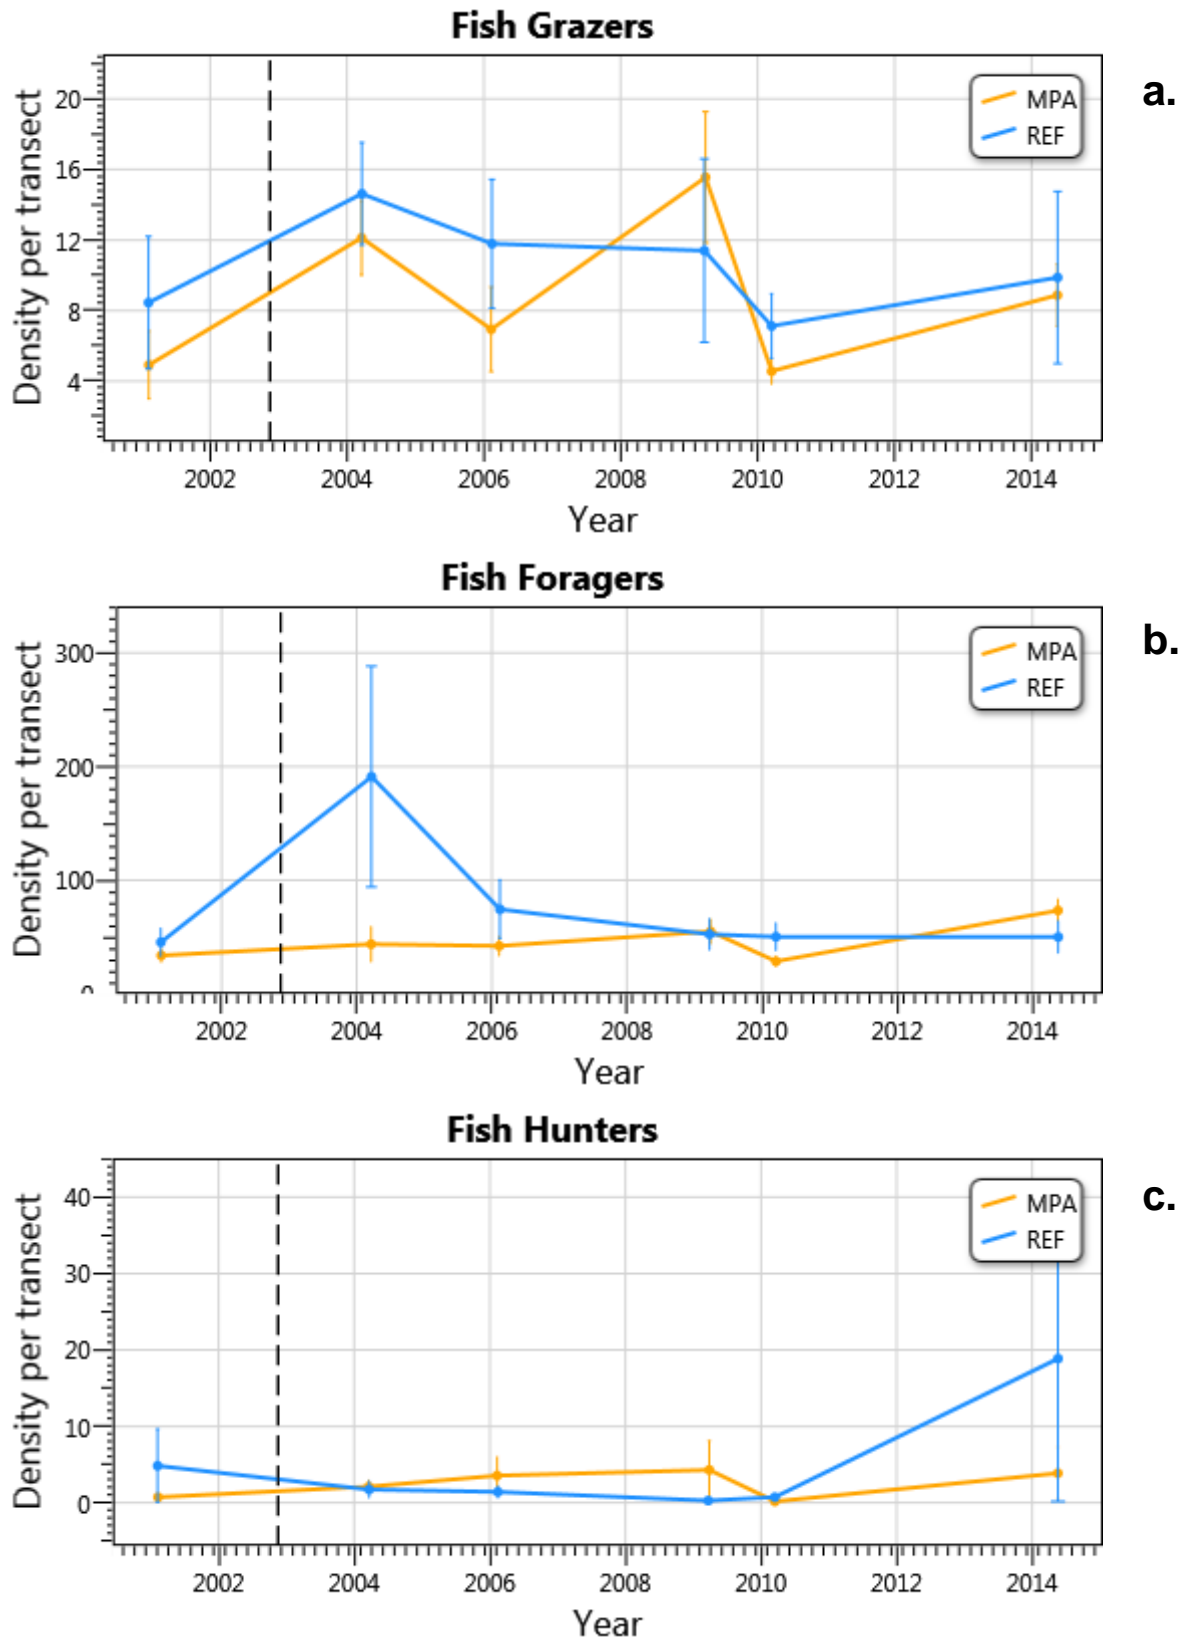 Fish Grazers
a.
MPA
REF
20
16
12
8
4
Density per transect
2002 2004 2006 2008 2010 2012 2014
Year
Fish Foragers
b.
MPA
REF
300
200
100
0
Density per transect
2002 2004 2006 2008 2010 2012 2014
Year
Fish Hunters
c.
MPA
REF
40
30
20
10
0
Density per transect
2002 2004 2006 2008 2010 2012 2014
Year